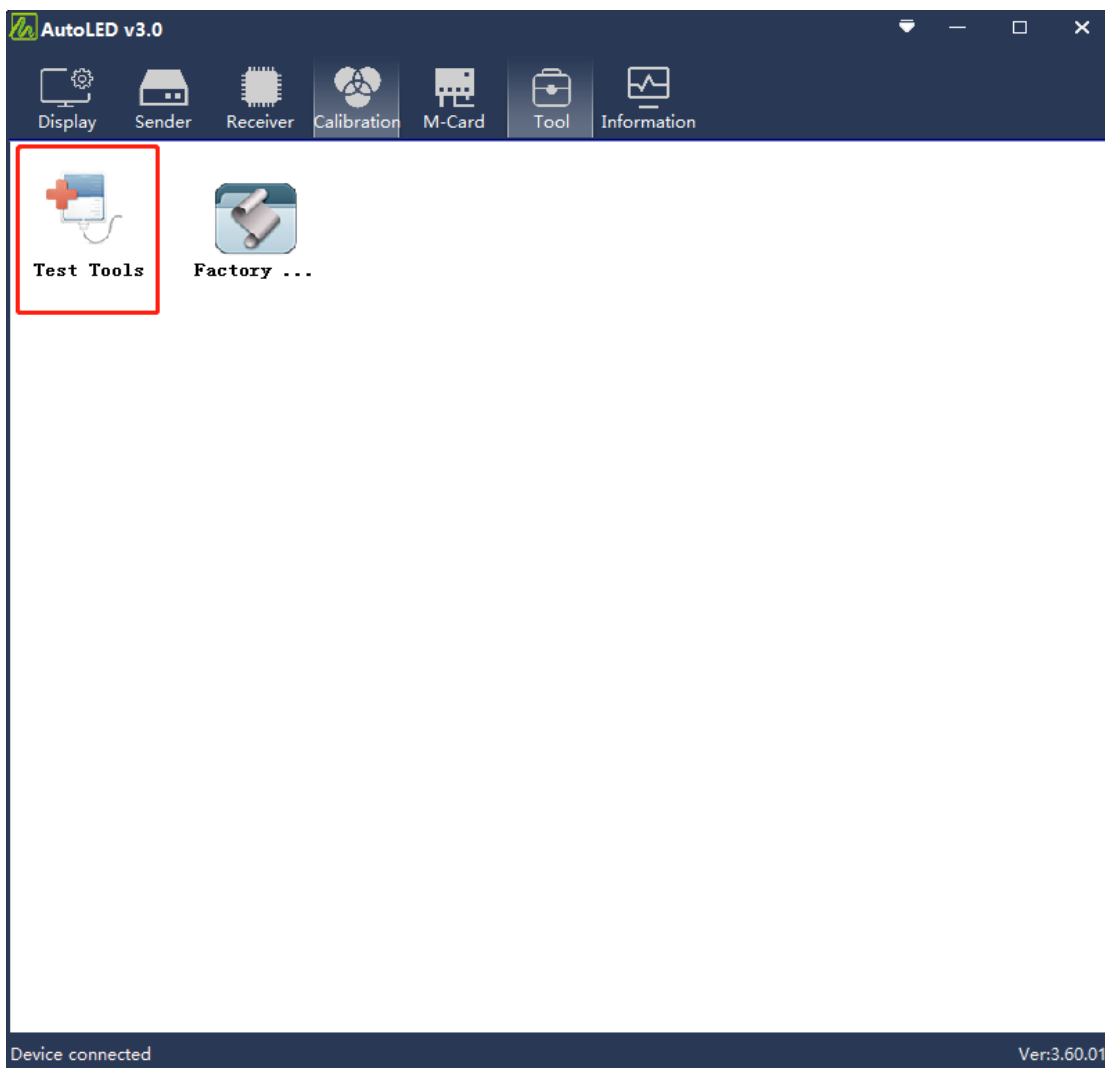 AutoLED v3.0
Display Sender Receiver Calibration M-Card Tool Information
Test Tools Factory ...
Device connected Ver:3.60.01